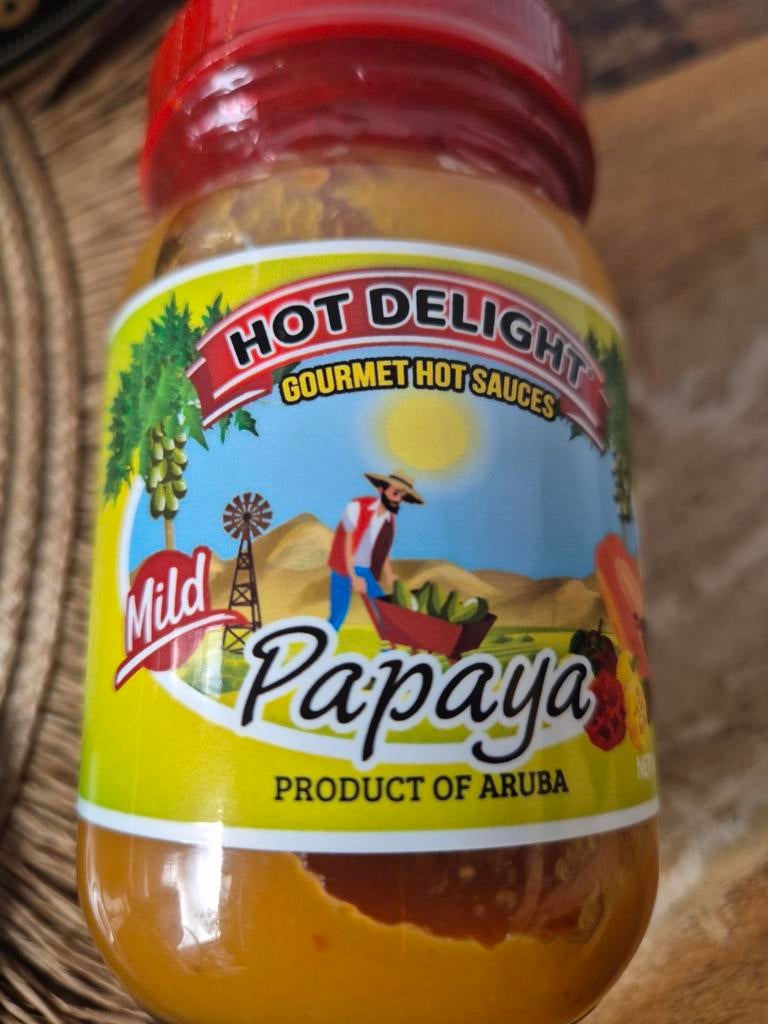 HOT DELIGHT
GOURMET HOT SAUCES
Mild
Papaya
PRODUCT OF ARUBA